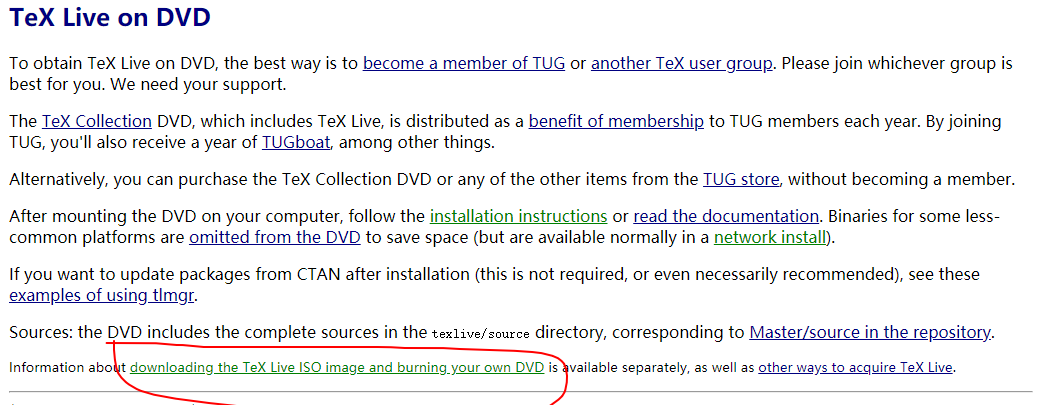 TeX Live on DVD
To obtain TeX Live on DVD, the best way is to become a member of TUG or another TeX user group. Please join whichever group is
best for you. We need your support.
The TeX Collection DVD, which includes TeX Live, is distributed as a benefit of membership to TUG members each year. By joining
TUG, you'll also receive a year of TUGboat, among other things.
Alternatively, you can purchase the TeX Collection DVD or any of the other items from the TUG store, without becoming a member.
After mounting the DVD on your computer, follow the installation instructions or read the documentation. Binaries for some less-
common platforms are omitted from the DVD to save space (but are available normally in a network install).
If you want to update packages from CTAN after installation (this is not required, or even necessarily recommended), see these
examples of using tlmgr.
Sources: the DVD includes the complete sources in the texlive/source directory, corresponding to Master/source in the repository.
Information about downloading the TeX Live ISO image and burning your own DVD is available separately, as well as other ways to acquire TeX Live.